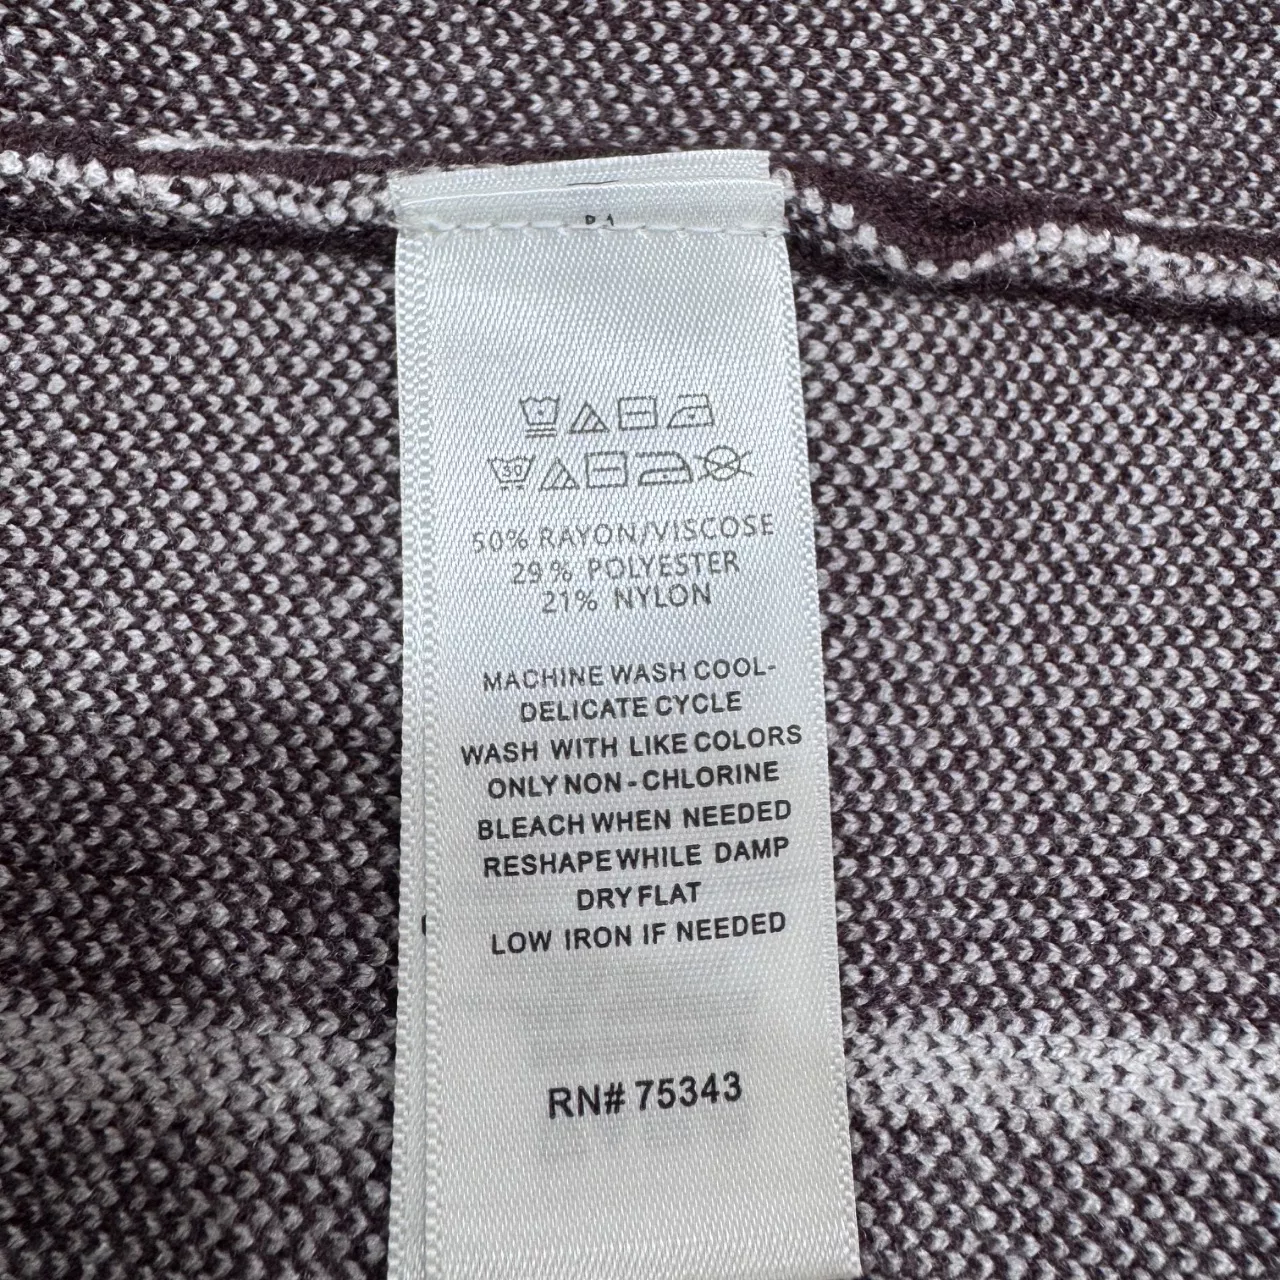 30
50% RAYON/VISCOSE
29% POLYESTER
21% NYLON
MACHINE WASH COOL-
DELICATE CYCLE
WASH WITH LIKE COLORS
ONLY NON-CHLORINE
BLEACH WHEN NEEDED
RESHAPE WHILE DAMP
DRY FLAT
LOW IRON IF NEEDED
RN# 75343